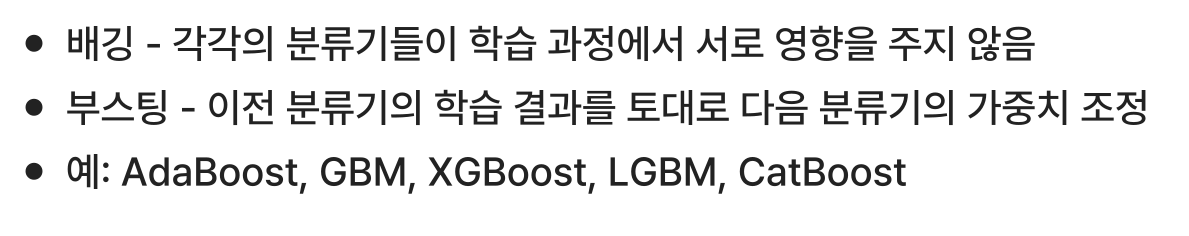 • 배깅 - 각각의 분류기들이 학습 과정에서 서로 영향을 주지 않음
• 부스팅 - 이전 분류기의 학습 결과를 토대로 다음 분류기의 가중치 조정
• 예: AdaBoost, GBM, XGBoost, LGBM, CatBoost